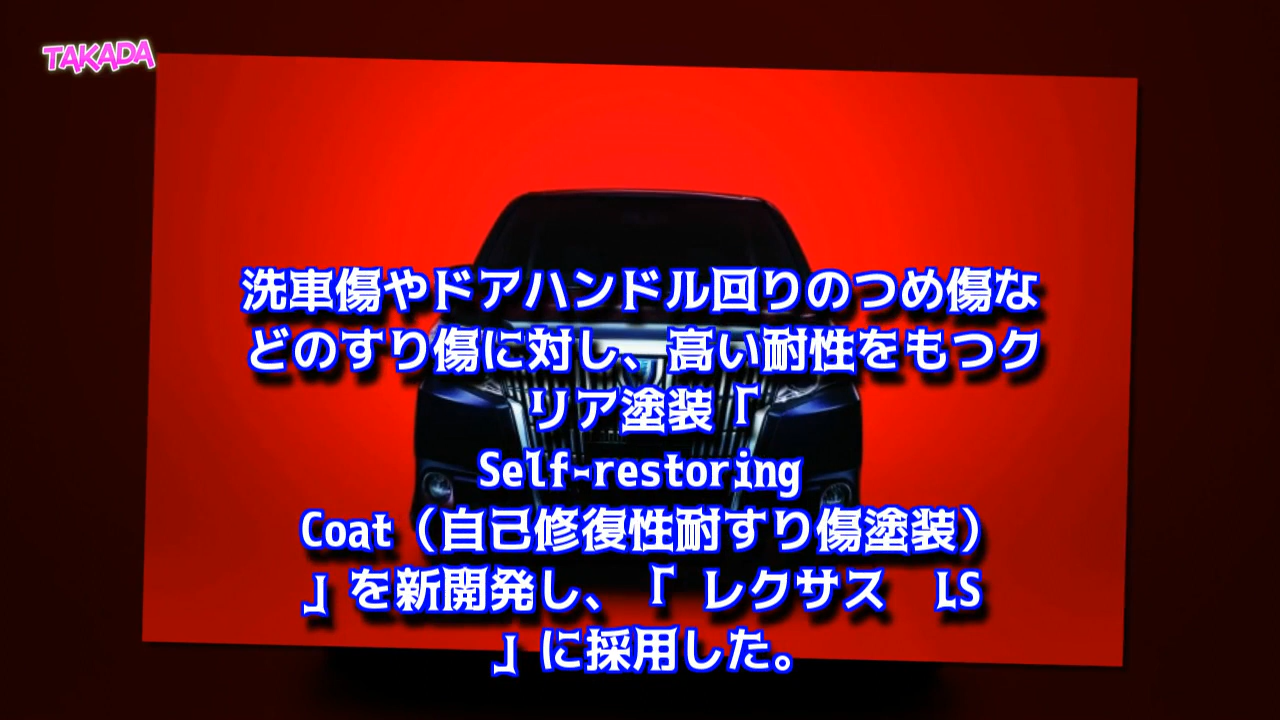 TAKADA
洗車傷やドアハンドル回りのつめ傷な
どのすり傷に対し、高い耐性をもつク
リア塗装「
Self-restoring
Coat（自己修復性耐すり傷塗装）
」を新開発し、「 レクサス　LS
」に採用した。